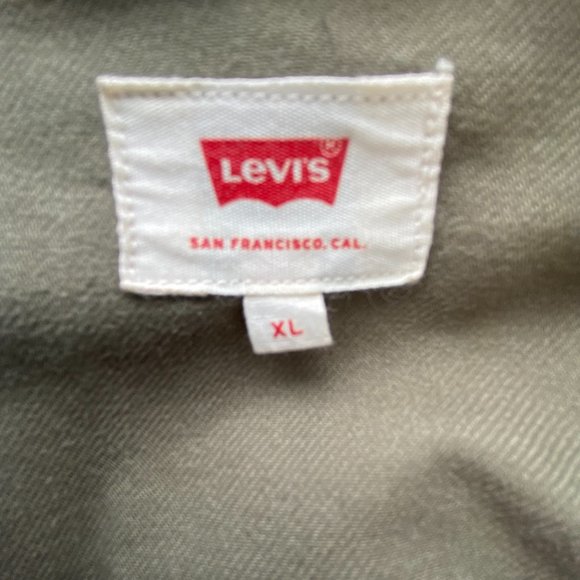 Levi's ®
SAN FRANCISCO, CAL.
XL